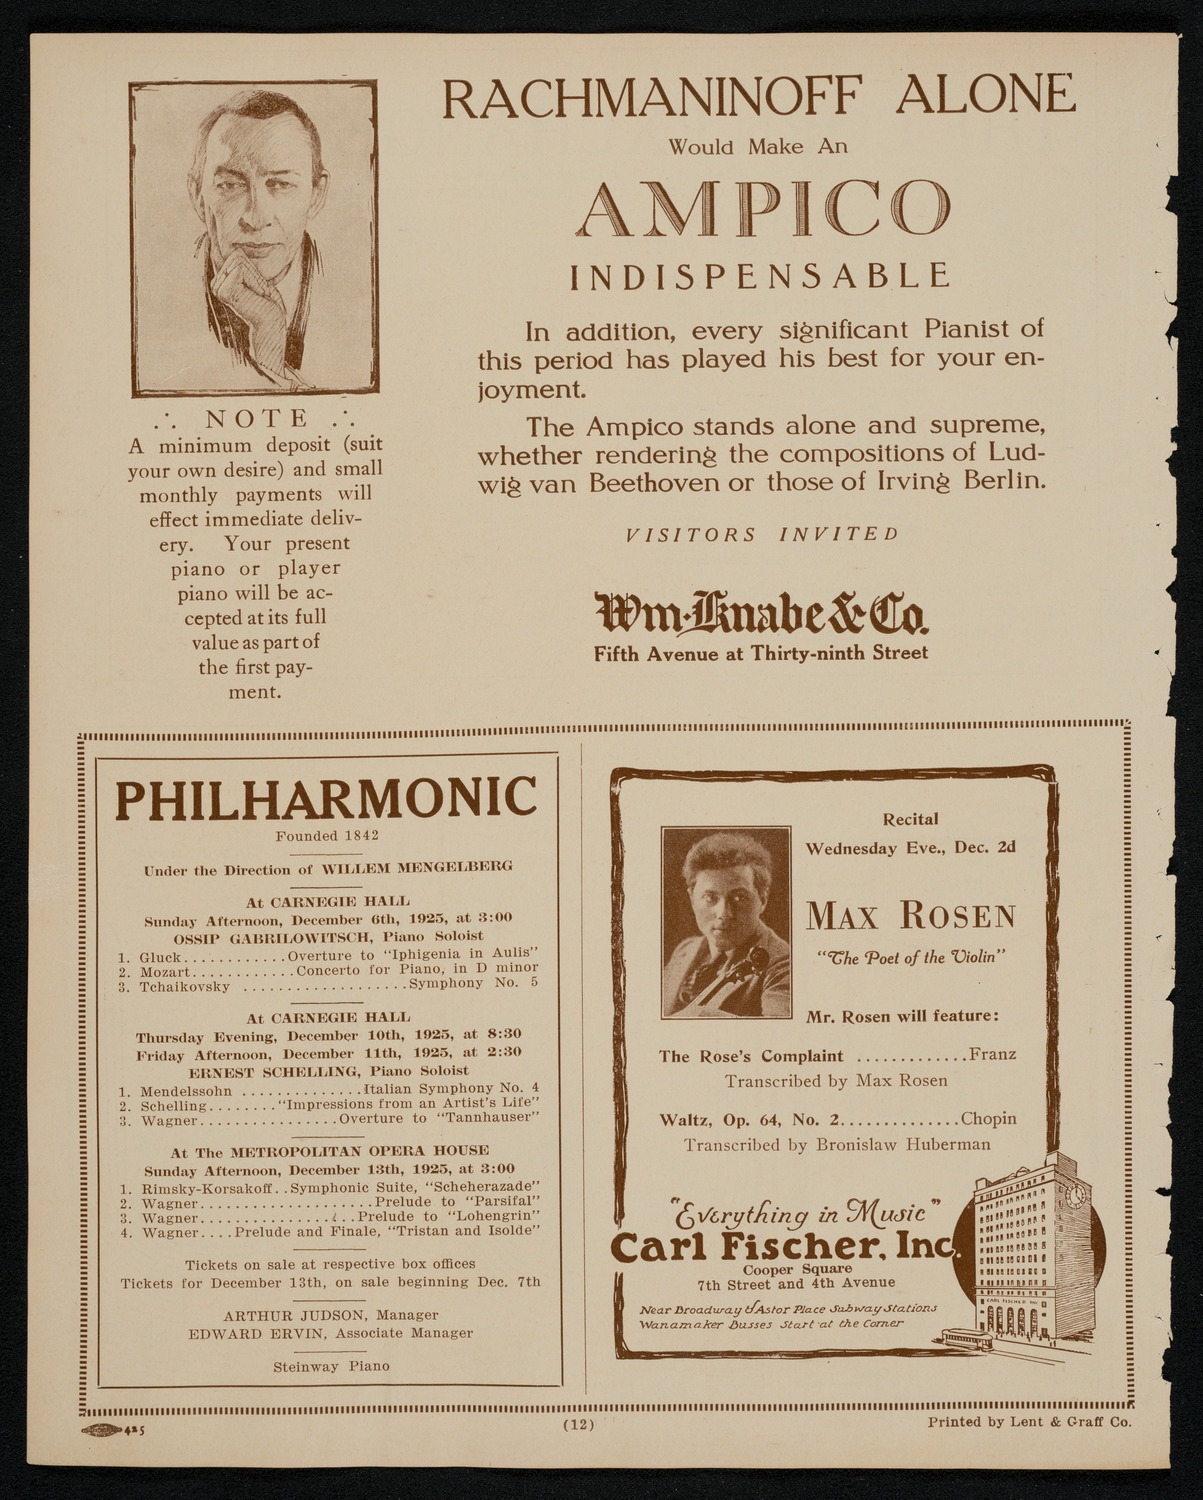 RACHMANINOFF ALONE
Would Make An
AMPICO
INDISPENSABLE
In addition, every significant Pianist of
this period has played his best for your en-
joyment.
The Ampico stands alone and supreme,
whether rendering the compositions of Lud-
wig van Beethoven or those of Irving Berlin.
VISITORS INVITED
Wm. Knabe & Co.
Fifth Avenue at Thirty-ninth Street
∴ NOTE ∴
A minimum deposit (suit
your own desire) and small
monthly payments will
effect immediate deliv-
ery. Your present
piano or player
piano will be ac-
cepted at its full
value as part of
the first pay-
ment.
PHILHARMONIC
Founded 1842
Under the Direction of WILLEM MENGELBERG
At CARNEGIE HALL
Sunday Afternoon, December 6th, 1925, at 3:00
OSSIP GABRILOWITSCH, Piano Soloist
1. Gluck............Overture to "Iphigenia in Aulis"
2. Mozart............Concerto for Piano, in D minor
3. Tchaikovsky ...................Symphony No. 5
At CARNEGIE HALL
Thursday Evening, December 10th, 1925, at 8:30
Friday Afternoon, December 11th, 1925, at 2:30
ERNEST SCHELLING, Piano Soloist
1. Mendelssohn ..............Italian Symphony No. 4
2. Schelling........"Impressions from an Artist's Life"
3. Wagner................Overture to "Tannhauser"
At The METROPOLITAN OPERA HOUSE
Sunday Afternoon, December 13th, 1925, at 3:00
1. Rimsky-Korsakoff..Symphonic Suite, "Scheherazade"
2. Wagner....................Prelude to "Parsifal"
3. Wagner..................Prelude to "Lohengrin"
4. Wagner....Prelude and Finale, "Tristan and Isolde"
Tickets on sale at respective box offices
Tickets for December 13th, on sale beginning Dec. 7th
ARTHUR JUDSON, Manager
EDWARD ERVIN, Associate Manager
Steinway Piano
Recital
Wednesday Eve., Dec. 2d
MAX ROSEN
"The Poet of the Violin"
Mr. Rosen will feature:
The Rose's Complaint .............Franz
Transcribed by Max Rosen
Waltz, Op. 64, No. 2..............Chopin
Transcribed by Bronislaw Huberman
"Everything in Music"
Carl Fischer, Inc.
Cooper Square
7th Street and 4th Avenue
Near Broadway & Astor Place Subway Stations
Wanamaker Busses Start at the Corner
CARL FISCHER INC
425
(12)
Printed by Lent & Graff Co.